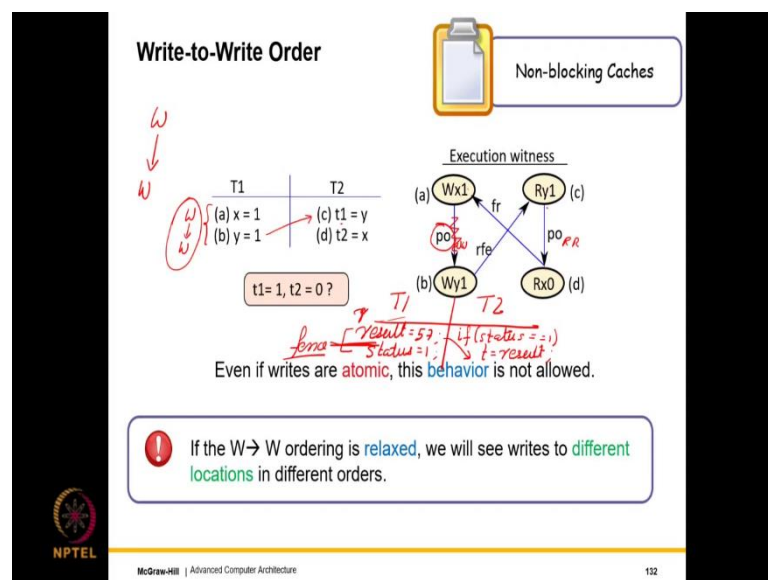 Write-to-Write Order
Non-blocking Caches
W
W
Execution witness
T1 T2
W (a) x = 1 (c) t1 = y
W (b) y = 1 (d) t2 = x
(a) Wx1 Ry1 (c)
fr
po po RR
rfe
(b) Wy1 Rx0 (d)
t1= 1, t2 = 0 ?
T1 T2
result=57; if(status==1)
fence status=1; t=result;
Even if writes are atomic, this behavior is not allowed.
! If the W→ W ordering is relaxed, we will see writes to different
locations in different orders.
NPTEL
McGraw-Hill | Advanced Computer Architecture 132